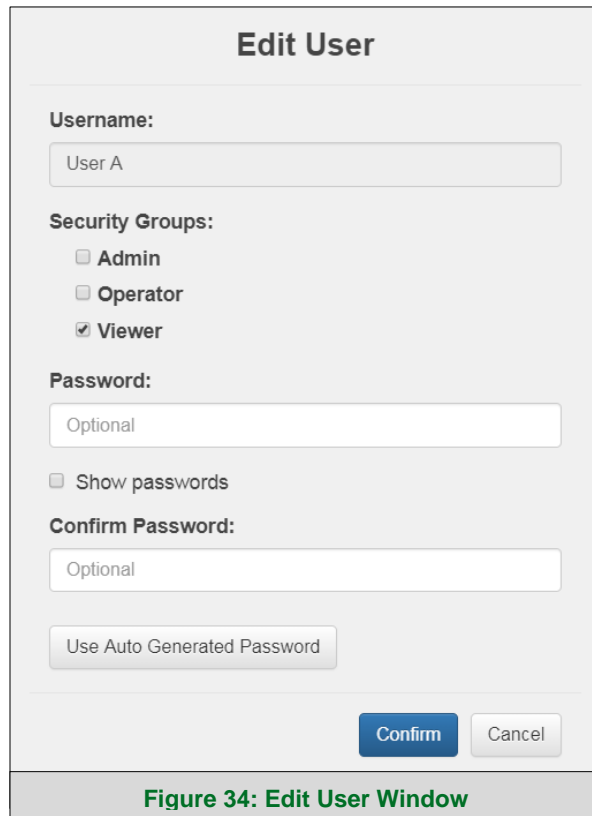 Edit User
Username:
User A
Security Groups:
Admin
Operator
Viewer
Password:
Optional
Show passwords
Confirm Password:
Optional
Use Auto Generated Password
Confirm Cancel
Figure 34: Edit User Window